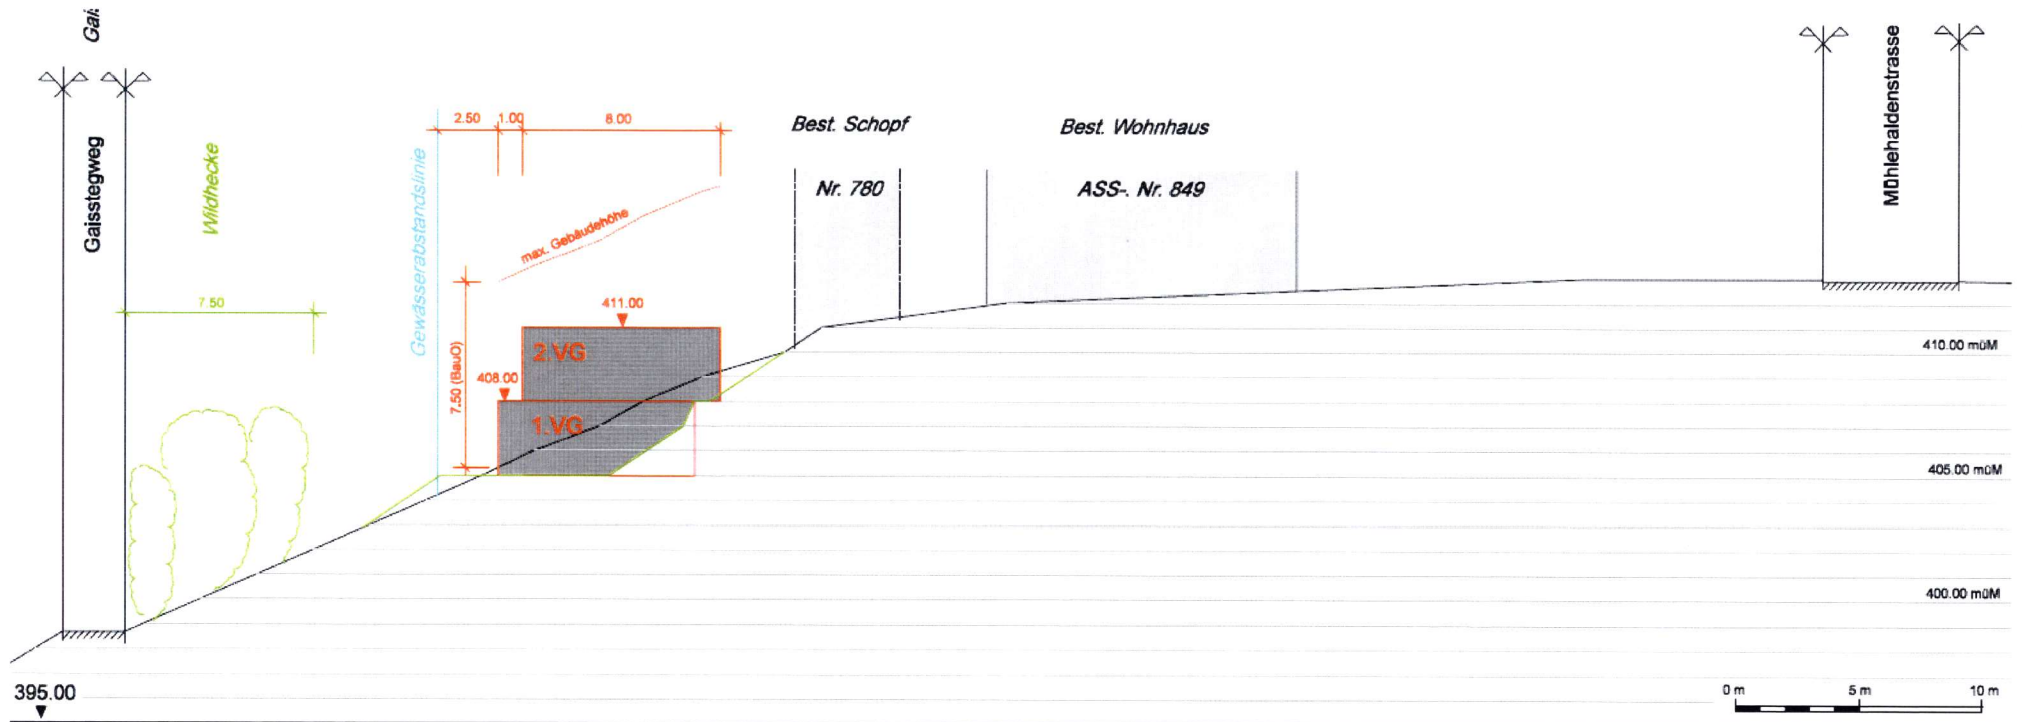 Gais
Gaisstegweg
Wildhecke
7.50
Gewässerabstandslinie
2.50
1.00
8.00
max. Gebäudehöhe
7.50 (BauO)
411.00
408.00
2.VG
1.VG
Best. Schopf
Nr. 780
Best. Wohnhaus
ASS-. Nr. 849
Mühlehaldenstrasse
410.00 müM
405.00 müM
400.00 müM
395.00
0 m
5 m
10 m